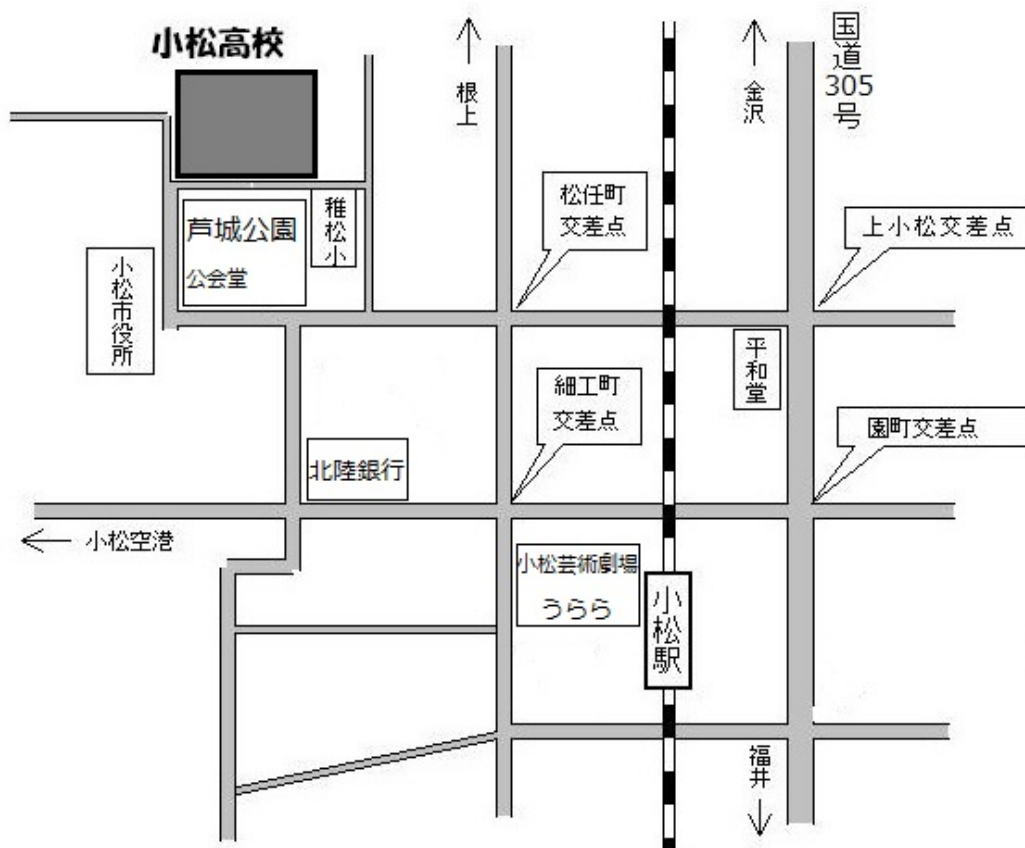 小松高校
根上
金沢
国道305号
松任町
交差点
上小松交差点
芦城公園
公会堂
稚松小
小松市役所
平和堂
細工町
交差点
園町交差点
北陸銀行
小松空港
小松芸術劇場
うらら
小松駅
福井